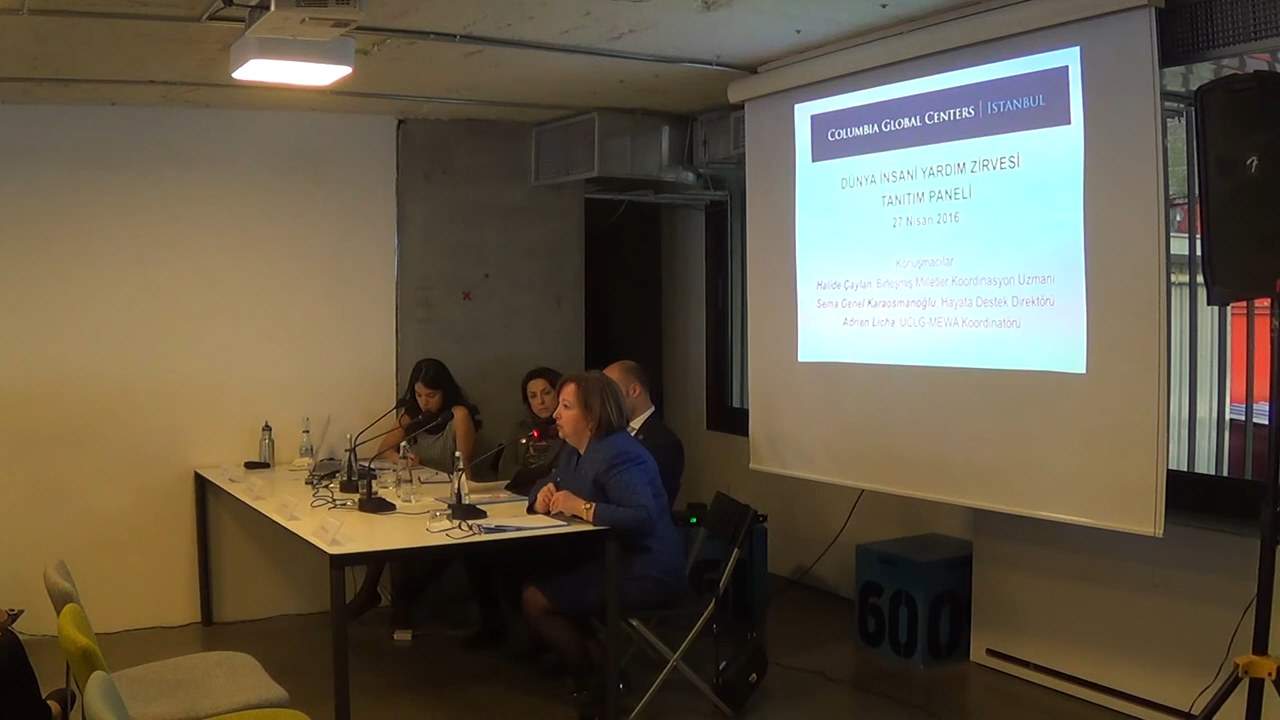 COLUMBIA GLOBAL CENTERS | ISTANBUL
DÜNYA İNSANİ YARDIM ZİRVESİ
TANITIM PANELİ
27 Nisan 2016
Konuşmacılar
Halide Çaylan, Birleşmiş Milletler Koordinasyon Uzmanı
Sema Genel Karaosmanoğlu, Hayata Destek Direktörü
Adrien Licha, UCLG-MEWA Koordinatörü
600